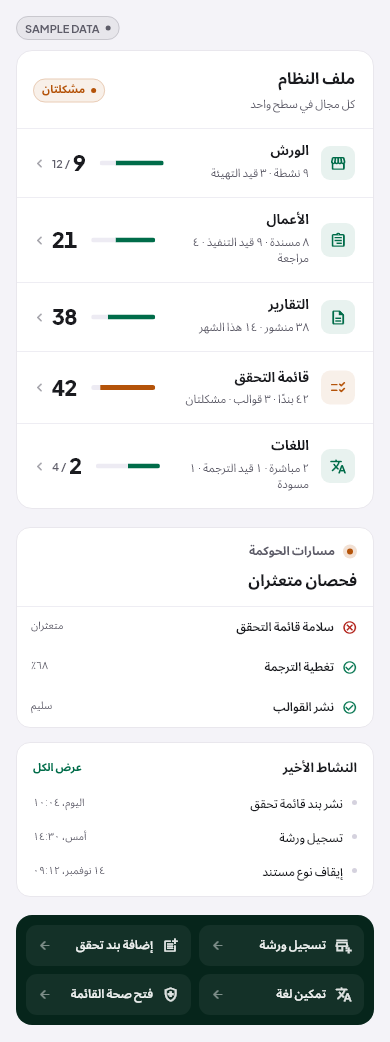 SAMPLE DATA
ملف النظام
كل مجال في سطح واحد
مشكلتان
الورش
٩ نشطة · ٣ قيد التهيئة
9 / 12
الأعمال
٨ مسندة · ٩ قيد التنفيذ · ٤
مراجعة
21
التقارير
٣٨ منشور · ١٤ هذا الشهر
38
قائمة التحقق
٤٢ بندًا · ٣ قوالب · مشكلتان
42
اللغات
٢ مباشرة · ١ قيد الترجمة · ١
مسودة
2 / 4
مسارات الحوكمة
فحصان متعثران
سلامة قائمة التحقق
متعثران
تغطية الترجمة
٦٨٪
نشر القوالب
سليم
النشاط الأخير
عرض الكل
نشر بند قائمة تحقق
اليوم، ١٠:٠٤
تسجيل ورشة
أمس، ١٤:٣٠
إيقاف نوع مستند
١٤ نوفمبر، ٠٩:١٢
تسجيل ورشة
إضافة بند تحقق
تمكين لغة
فتح صحة القائمة